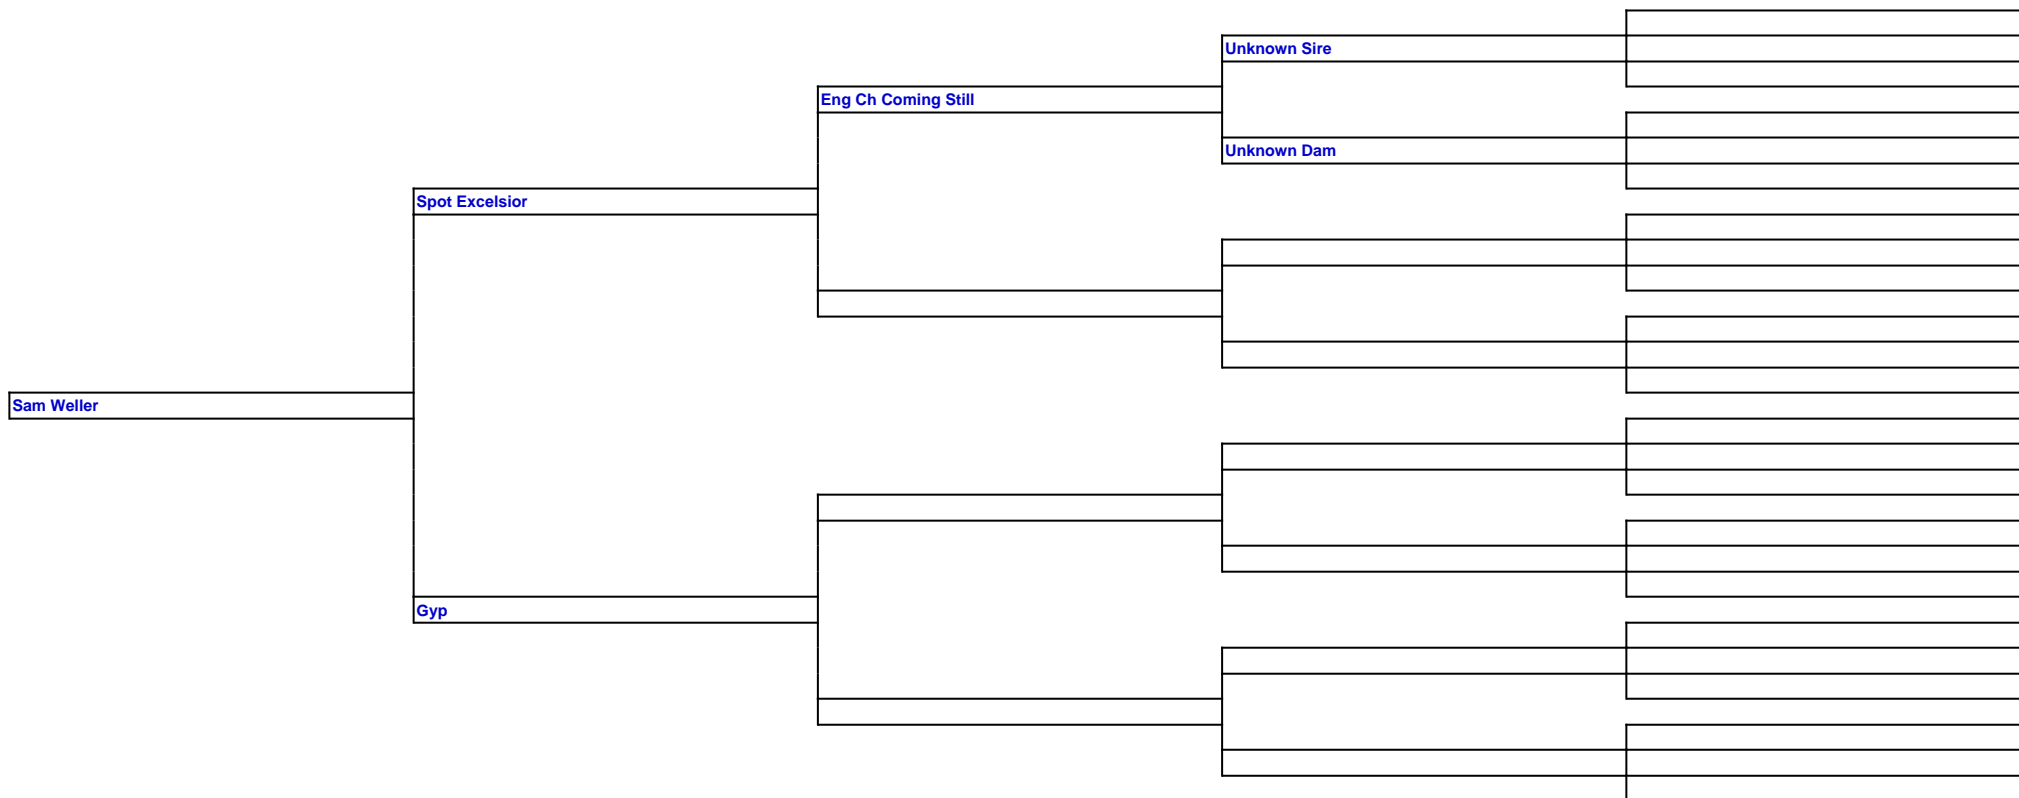 Unknown Sire
Eng Ch Coming Still
Unknown Dam
Spot Excelsior
Sam Weller
Gyp